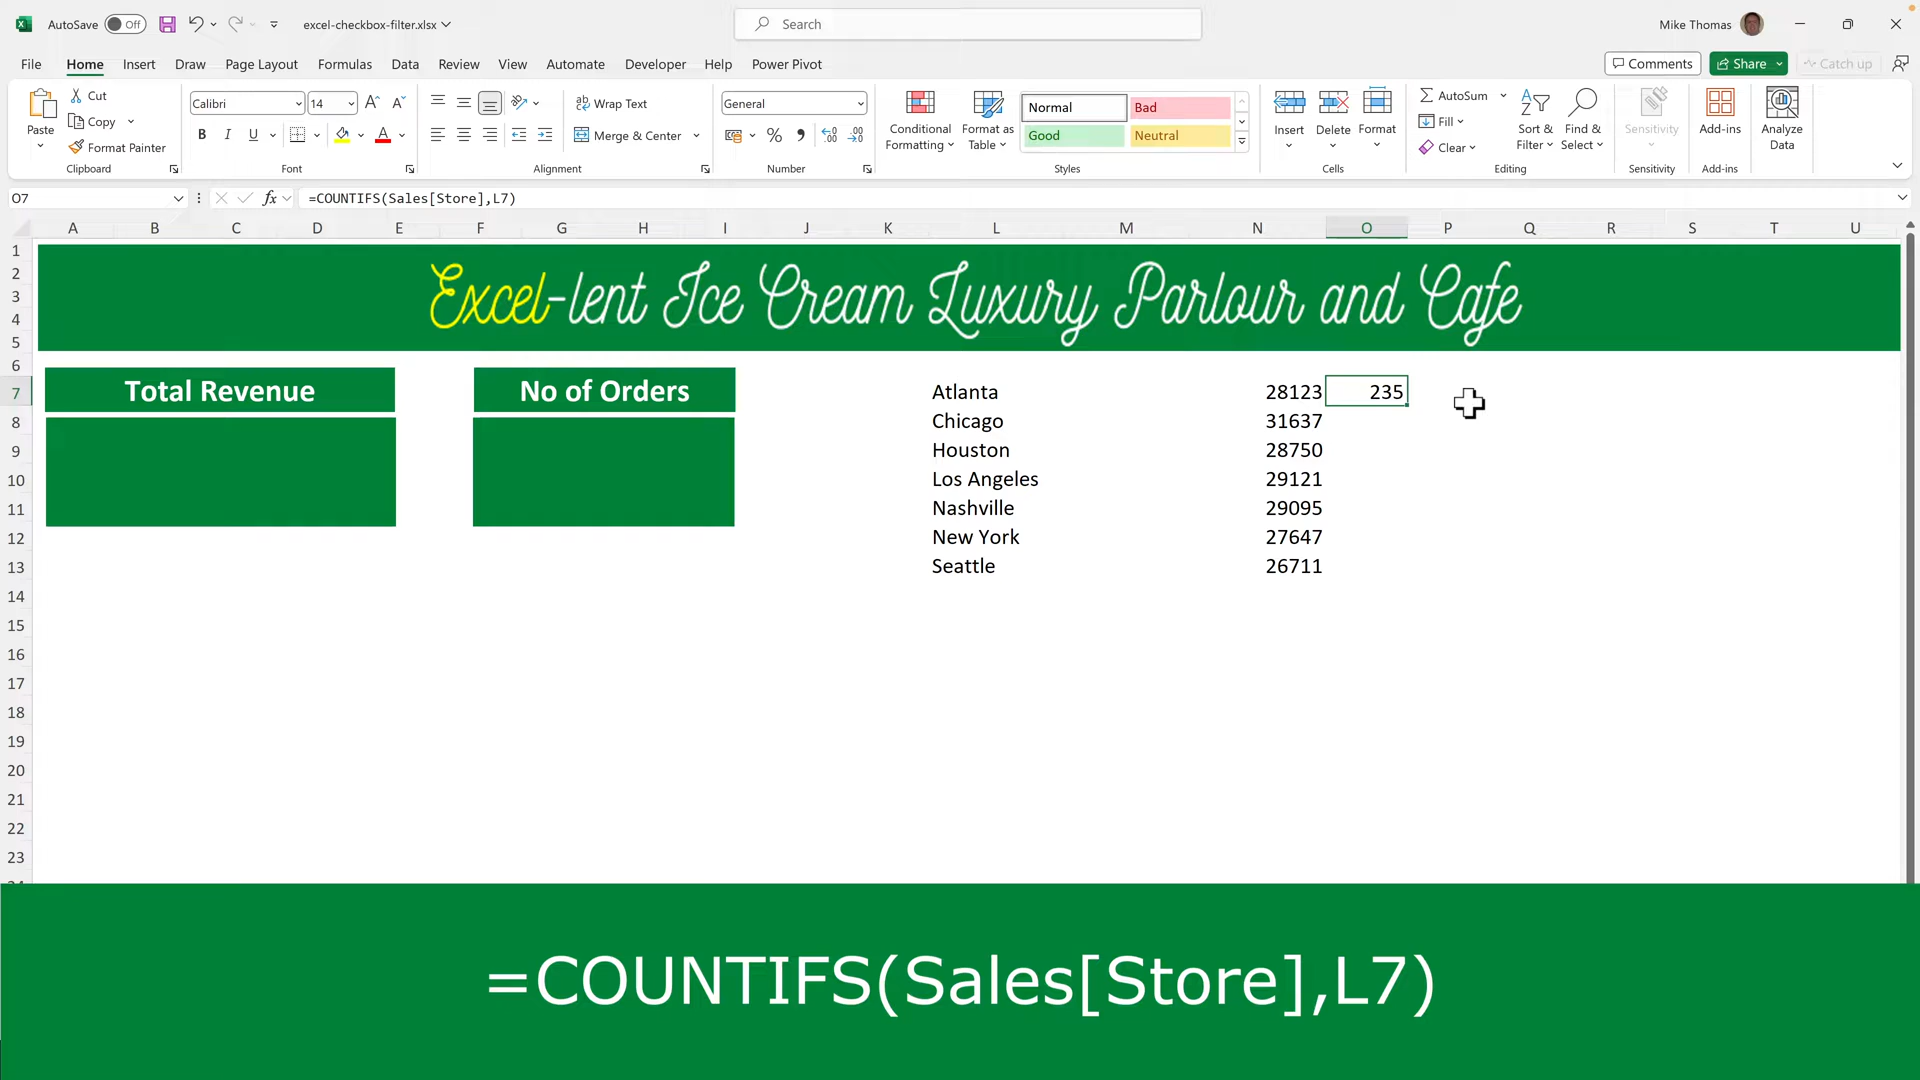 AutoSave Off excel-checkbox-filter.xlsx Search Mike Thomas
File Home Insert Draw Page Layout Formulas Data Review View Automate Developer Help Power Pivot Comments Share Catch up
Paste Cut Copy Format Painter Clipboard
Calibri 14 B I U A Font
Wrap Text Merge & Center Alignment
General % Number
Conditional Formatting Format as Table Normal Bad Good Neutral Styles
Insert Delete Format Cells
AutoSum Fill Clear Sort & Filter Find & Select Editing
Sensitivity Sensitivity
Add-ins Add-ins
Analyze Data
O7 fx =COUNTIFS(Sales[Store],L7)
A B C D E F G H I J K L M N O P Q R S T U
1
2
3
4
5
Excel-lent Ice Cream Luxury Parlour and Cafe
6
7 Total Revenue No of Orders Atlanta 28123 235
8 Chicago 31637
9 Houston 28750
10 Los Angeles 29121
11 Nashville 29095
12 New York 27647
13 Seattle 26711
14
15
16
17
18
19
20
21
22
23
=COUNTIFS(Sales[Store],L7)